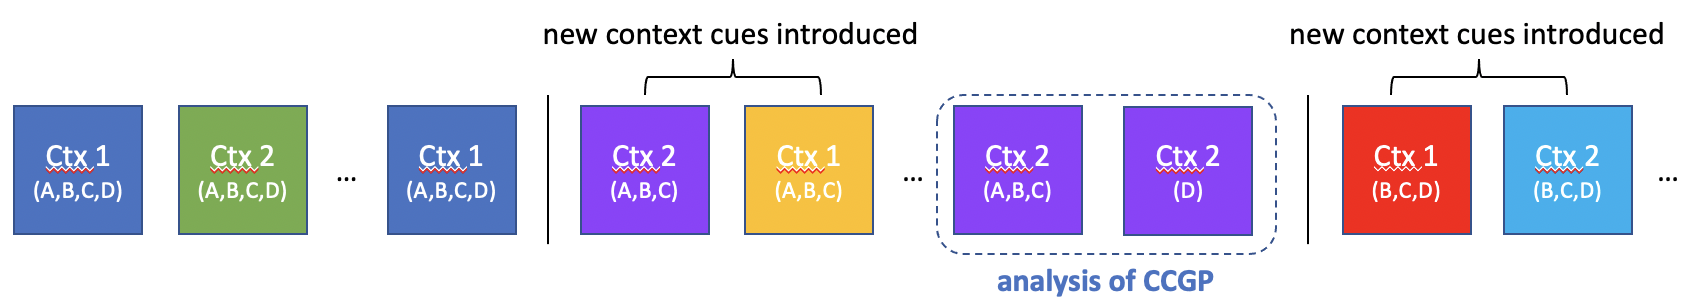 new context cues introduced
new context cues introduced
Ctx 1
(A,B,C,D)
Ctx 2
(A,B,C,D)
...
Ctx 1
(A,B,C,D)
Ctx 2
(A,B,C)
Ctx 1
(A,B,C)
...
Ctx 2
(A,B,C)
Ctx 2
(D)
Ctx 1
(B,C,D)
Ctx 2
(B,C,D)
...
analysis of CCGP